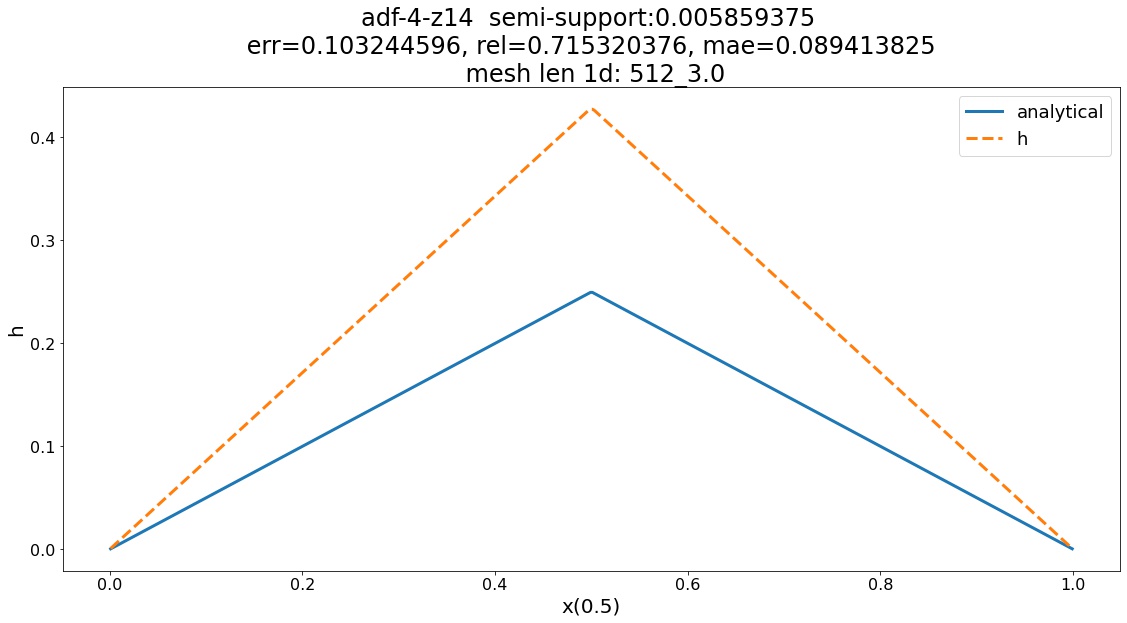 adf-4-z14  semi-support:0.005859375
err=0.103244596, rel=0.715320376, mae=0.089413825
mesh len 1d: 512_3.0
analytical
h
h
0.4
0.3
0.2
0.1
0.0
0.0 0.2 0.4 0.6 0.8 1.0
x(0.5)